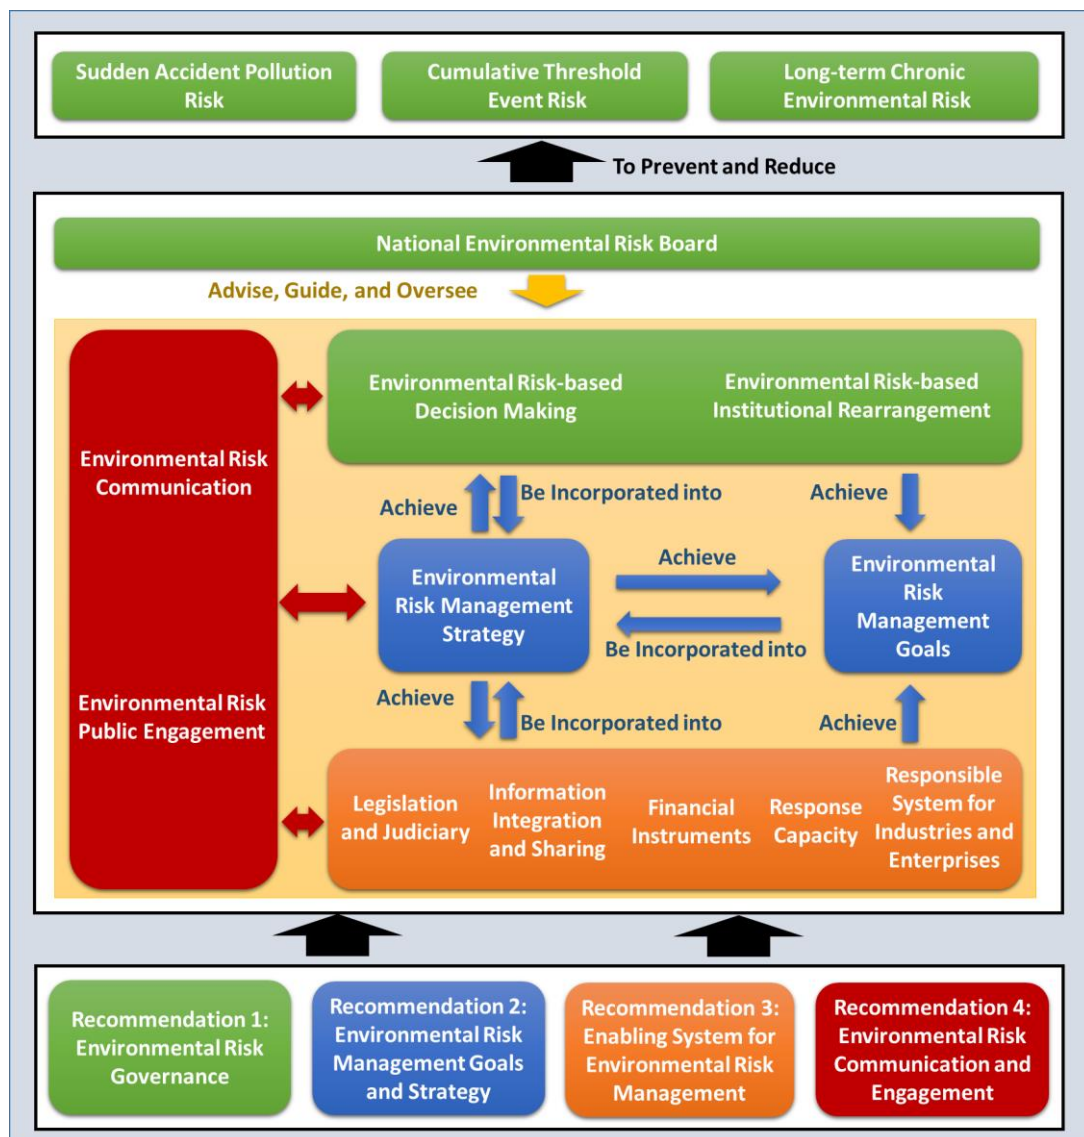 Sudden Accident Pollution
Risk
Cumulative Threshold
Event Risk
Long-term Chronic
Environmental Risk
To Prevent and Reduce
National Environmental Risk Board
Advise, Guide, and Oversee
Environmental Risk
Communication
Environmental Risk
Public Engagement
Environmental Risk-based
Decision Making
Environmental Risk-based
Institutional Rearrangement
Achieve
Be Incorporated into
Achieve
Environmental
Risk Management
Strategy
Achieve
Be Incorporated into
Environmental
Risk
Management
Goals
Achieve
Be Incorporated into
Achieve
Legislation
and Judiciary
Information
Integration
and Sharing
Financial
Instruments
Response
Capacity
Responsible
System for
Industries and
Enterprises
Recommendation 1:
Environmental Risk
Governance
Recommendation 2:
Environmental Risk
Management Goals
and Strategy
Recommendation 3:
Enabling System for
Environmental Risk
Management
Recommendation 4:
Environmental Risk
Communication and
Engagement